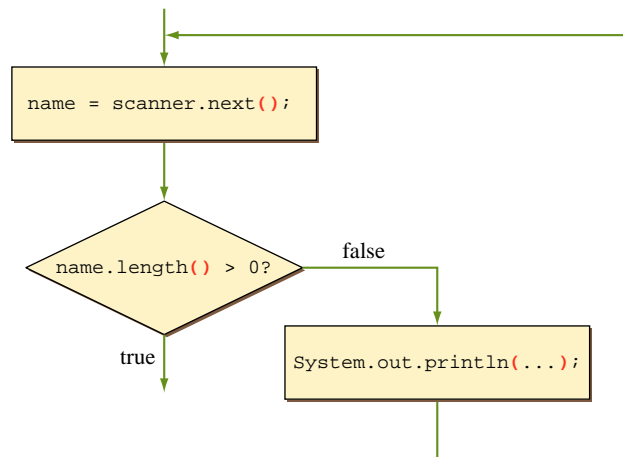 name = scanner.next();
name.length() > 0?
false
true
System.out.println(...);